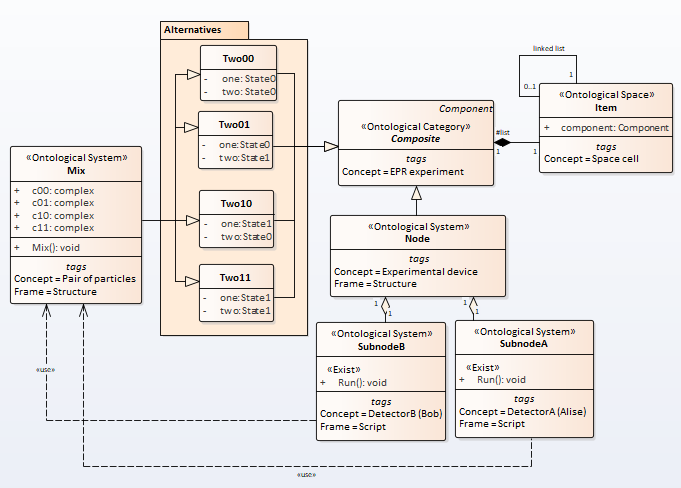 Alternatives
Two00
- one: State0
- two: State0
Two01
- one:State0
- two:State1
Two10
- one:State1
- two:State0
Two11
- one:State1
- two:State1
«Ontological System»
Mix
+ c00: complex
+ c01: complex
+ c10: complex
+ c11: complex
+ Mix(): void
tags
Concept = Pair of particles
Frame = Structure
Component
«Ontological Category»
Composite
tags
Concept = EPR experiment
#list
1
1
linked list
1
0..1
«Ontological Space»
Item
+ component: Component
tags
Concept = Space cell
«Ontological System»
Node
tags
Concept = Experimental device
Frame = Structure
1
1
1
1
«Ontological System»
SubnodeB
«Exist»
+ Run(): void
tags
Concept = DetectorB (Bob)
Frame = Script
«Ontological System»
SubnodeA
«Exist»
+ Run(): void
tags
Concept = DetectorA (Alise)
Frame = Script
«use»
«use»